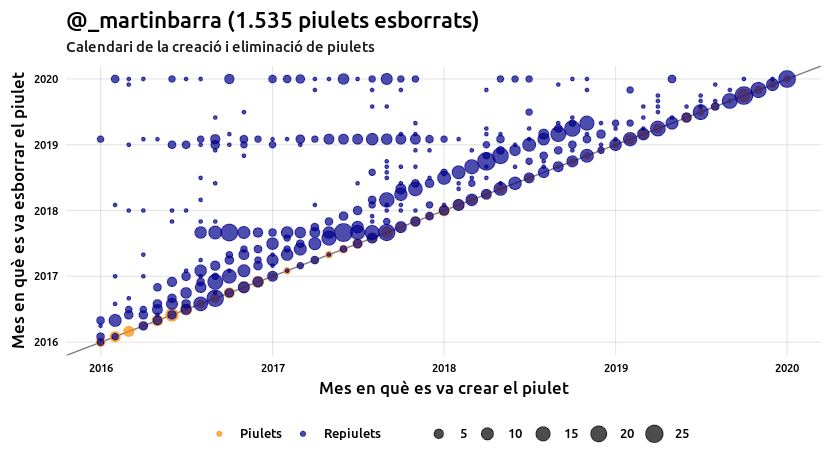 @_martinbarra (1.535 piulets esborrats)
Calendari de la creació i eliminació de piulets
Mes en què es va esborrar el piulet
2020
2019
2018
2017
2016
2016 2017 2018 2019 2020
Mes en què es va crear el piulet
Piulets Repiulets 5 10 15 20 25